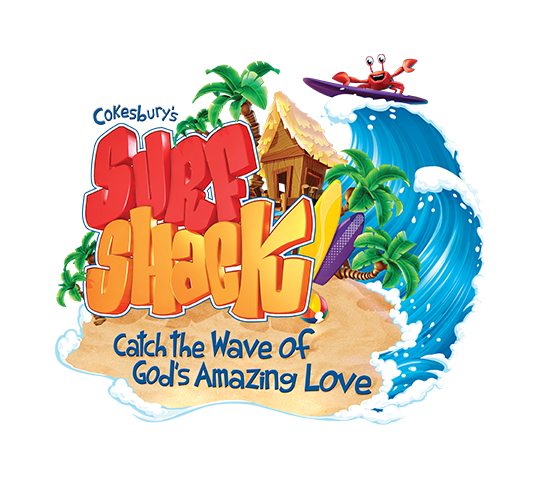 Cokesbury's
SURF
SHACK
Catch the Wave of
God's Amazing Love